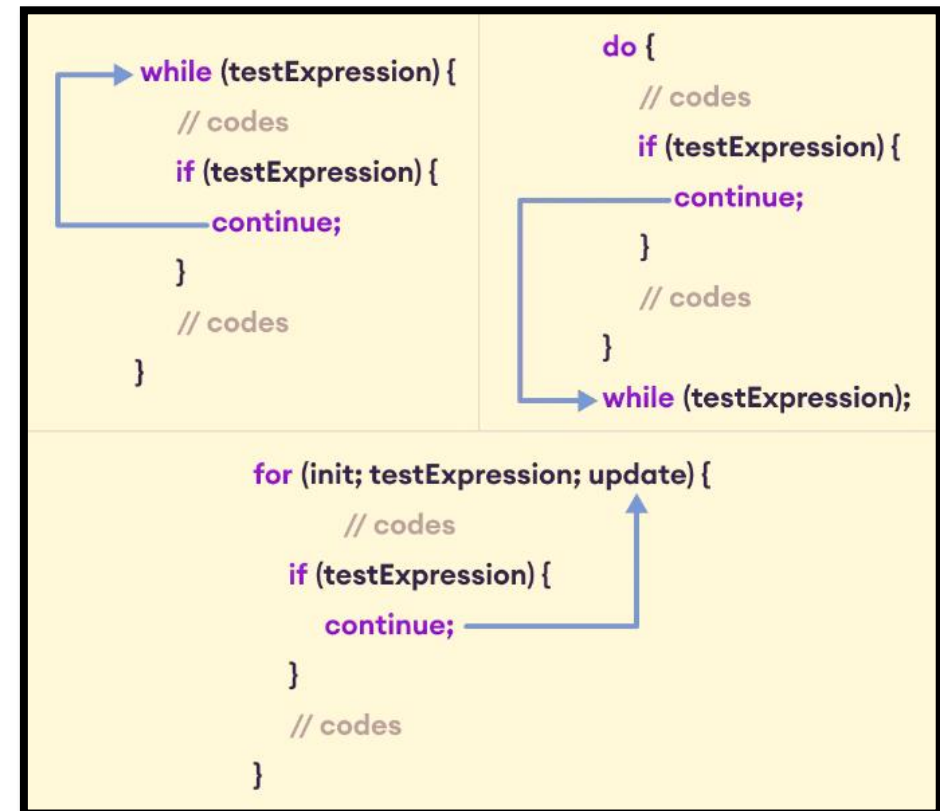 while (testExpression) {
// codes
if (testExpression) {
continue;
}
// codes
}
do {
// codes
if (testExpression) {
continue;
}
// codes
}
while (testExpression);
for (init; testExpression; update) {
// codes
if (testExpression) {
continue;
}
// codes
}